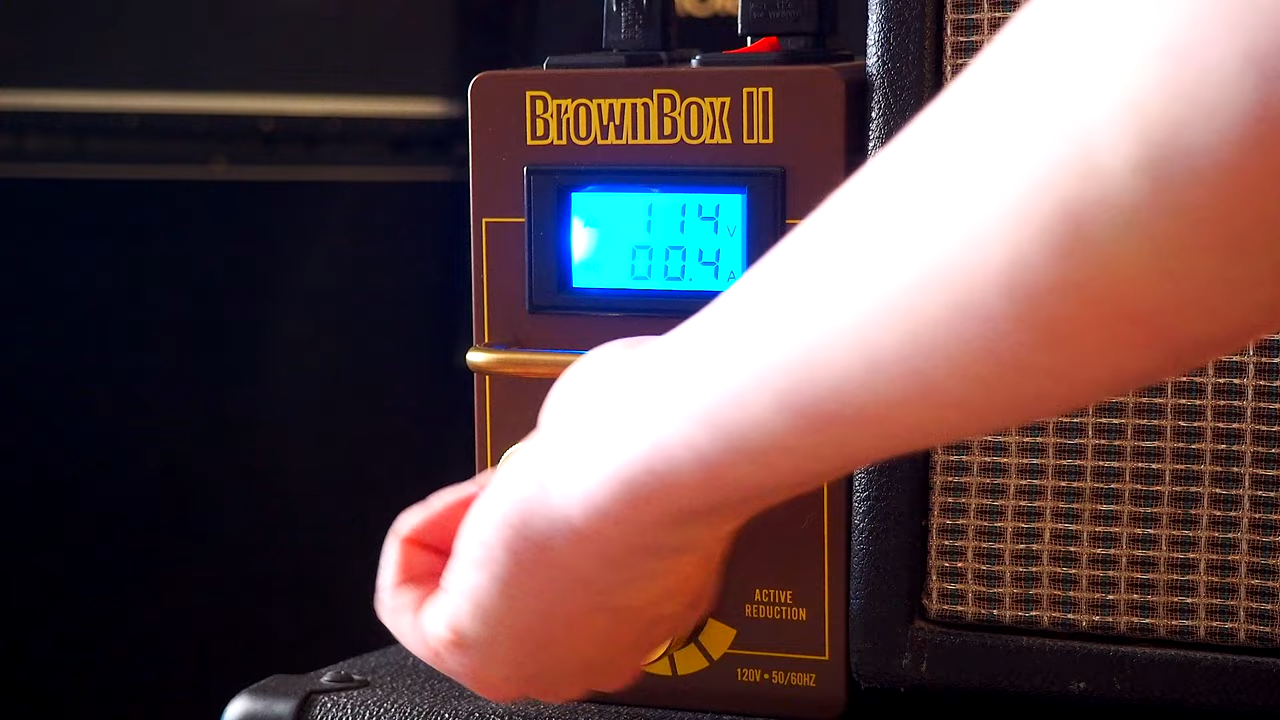 BrownBox II
114 V
00.4 A
ACTIVE
REDUCTION
120V • 50/60HZ